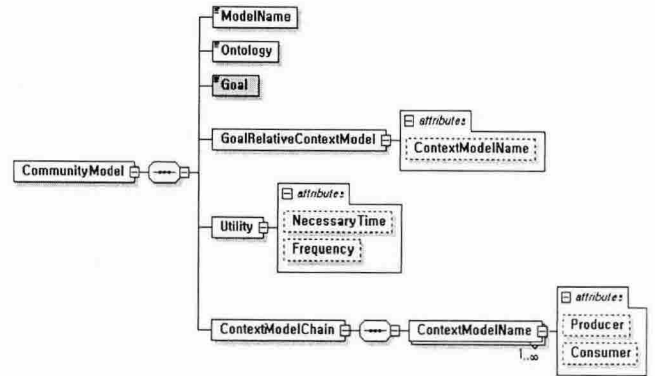 ModelName
Ontology
Goal
attributes
GoalRelativeContextModel
ContextModelName
CommunityModel
attributes
Utility
NecessaryTime
Frequency
attributes
ContextModelChain
ContextModelName
Producer
1..∞
Consumer